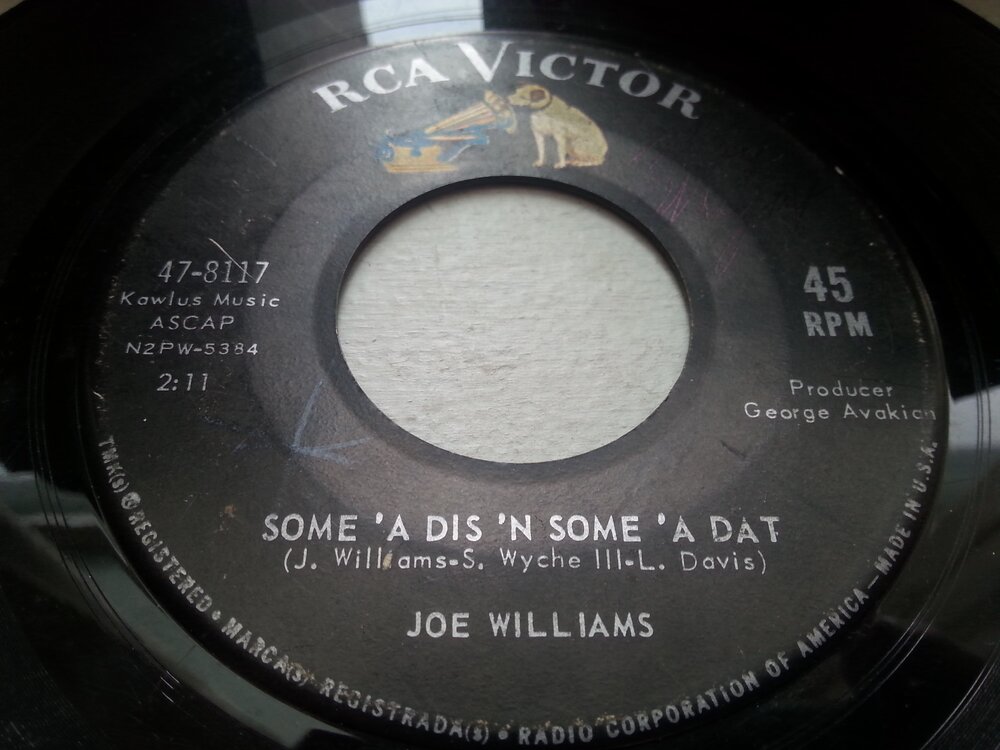 RCA VICTOR
47-8117
Kawlus Music
ASCAP
N2PW-5384
2:11
45
RPM
Producer
George Avakian
SOME 'A DIS 'N SOME 'A DAT
(J. Williams-S. Wyche III-L. Davis)
JOE WILLIAMS
TMK(s) ® REGISTERED • MARCA(S) REGISTRADA(S) • RADIO CORPORATION OF AMERICA—MADE IN U.S.A.